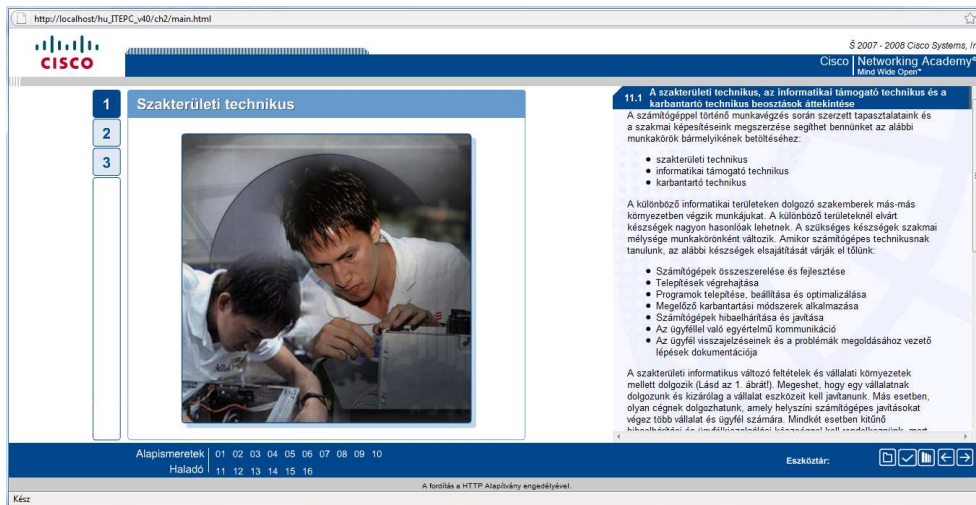 http://localhost/hu_ITEPC_v40/ch2/main.html
Š 2007 - 2008 Cisco Systems, In
CISCO
Cisco | Networking Academy®
Mind Wide Open™
1
2
3
Szakterületi technikus
11.1 A szakterületi technikus, az informatikai támogató technikus és a
karbantartó technikus beosztások áttekintése
A számítógéppel történő munkavégzés során szerzett tapasztalataink és
a szakmai képesítéseink megszerzése segíthet bennünket az alábbi
munkakörök bármelyikének betöltéséhez:
• szakterületi technikus
• informatikai támogató technikus
• karbantartó technikus
A különböző informatikai területeken dolgozó szakemberek más-más
környezetben végzik munkájukat. A különböző területeknél elvárt
készségek nagyon hasonlóak lehetnek. A szükséges készségek szakmai
mélysége munkakörönként változik. Amikor számítógépes technikusnak
tanulunk, az alábbi készségek elsajátítását várják el tőlünk:
• Számítógépek összeszerelése és fejlesztése
• Telepítések végrehajtása
• Programok telepítése, beállítása és optimalizálása
• Megelőző karbantartási módszerek alkalmazása
• Számítógépek hibaelhárítása és javítása
• Az ügyféllel való egyértelmű kommunikáció
• Az ügyfél visszajelzéseinek és a problémák megoldásához vezető
lépések dokumentációja
A szakterületi informatikus változó feltételek és vállalati környezetek
mellett dolgozik (Lásd az 1. ábrát!). Megeshet, hogy egy vállalatnak
dolgozunk és kizárólag a vállalat eszközeit kell javítanunk. Más esetben,
olyan cégnek dolgozhatunk, amely helyszíni számítógépes javításokat
végez több vállalat és ügyfél számára. Mindkét esetben kitűnő
hibaelhárítási és ügyfélkiszolgálási készséggel kell rendelkeznünk, mert
Alapismeretek | 01 02 03 04 05 06 07 08 09 10
Haladó | 11 12 13 14 15 16
Eszköztár:
A fordítás a HTTP Alapítvány engedélyével.
Kész